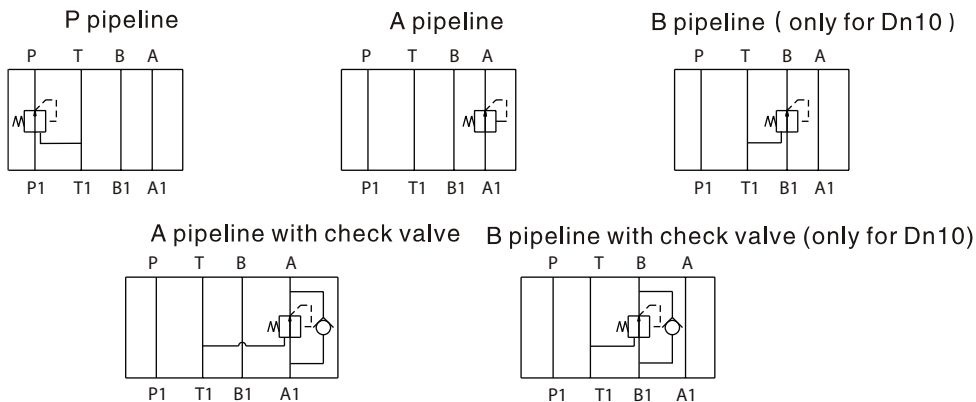 P pipeline
A pipeline
B pipeline ( only for Dn10 )
P T B A
P T B A
P T B A
P1 T1 B1 A1
P1 T1 B1 A1
P1 T1 B1 A1
A pipeline with check valve
B pipeline with check valve (only for Dn10)
P T B A
P T B A
P1 T1 B1 A1
P1 T1 B1 A1